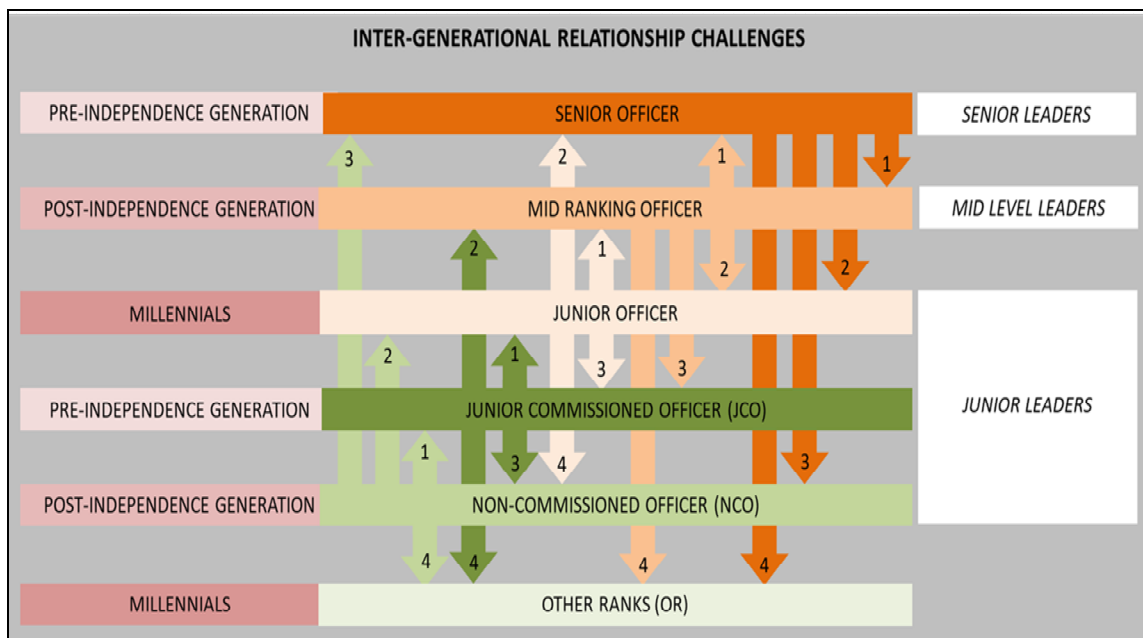 INTER-GENERATIONAL RELATIONSHIP CHALLENGES
PRE-INDEPENDENCE GENERATION SENIOR OFFICER SENIOR LEADERS
3 2 1 1
POST-INDEPENDENCE GENERATION MID RANKING OFFICER MID LEVEL LEADERS
2 1 2 2
MILLENNIALS JUNIOR OFFICER
2 1 3 3
PRE-INDEPENDENCE GENERATION JUNIOR COMMISSIONED OFFICER (JCO) JUNIOR LEADERS
1 3 4 3
POST-INDEPENDENCE GENERATION NON-COMMISSIONED OFFICER (NCO)
4 4 4 4
MILLENNIALS OTHER RANKS (OR)